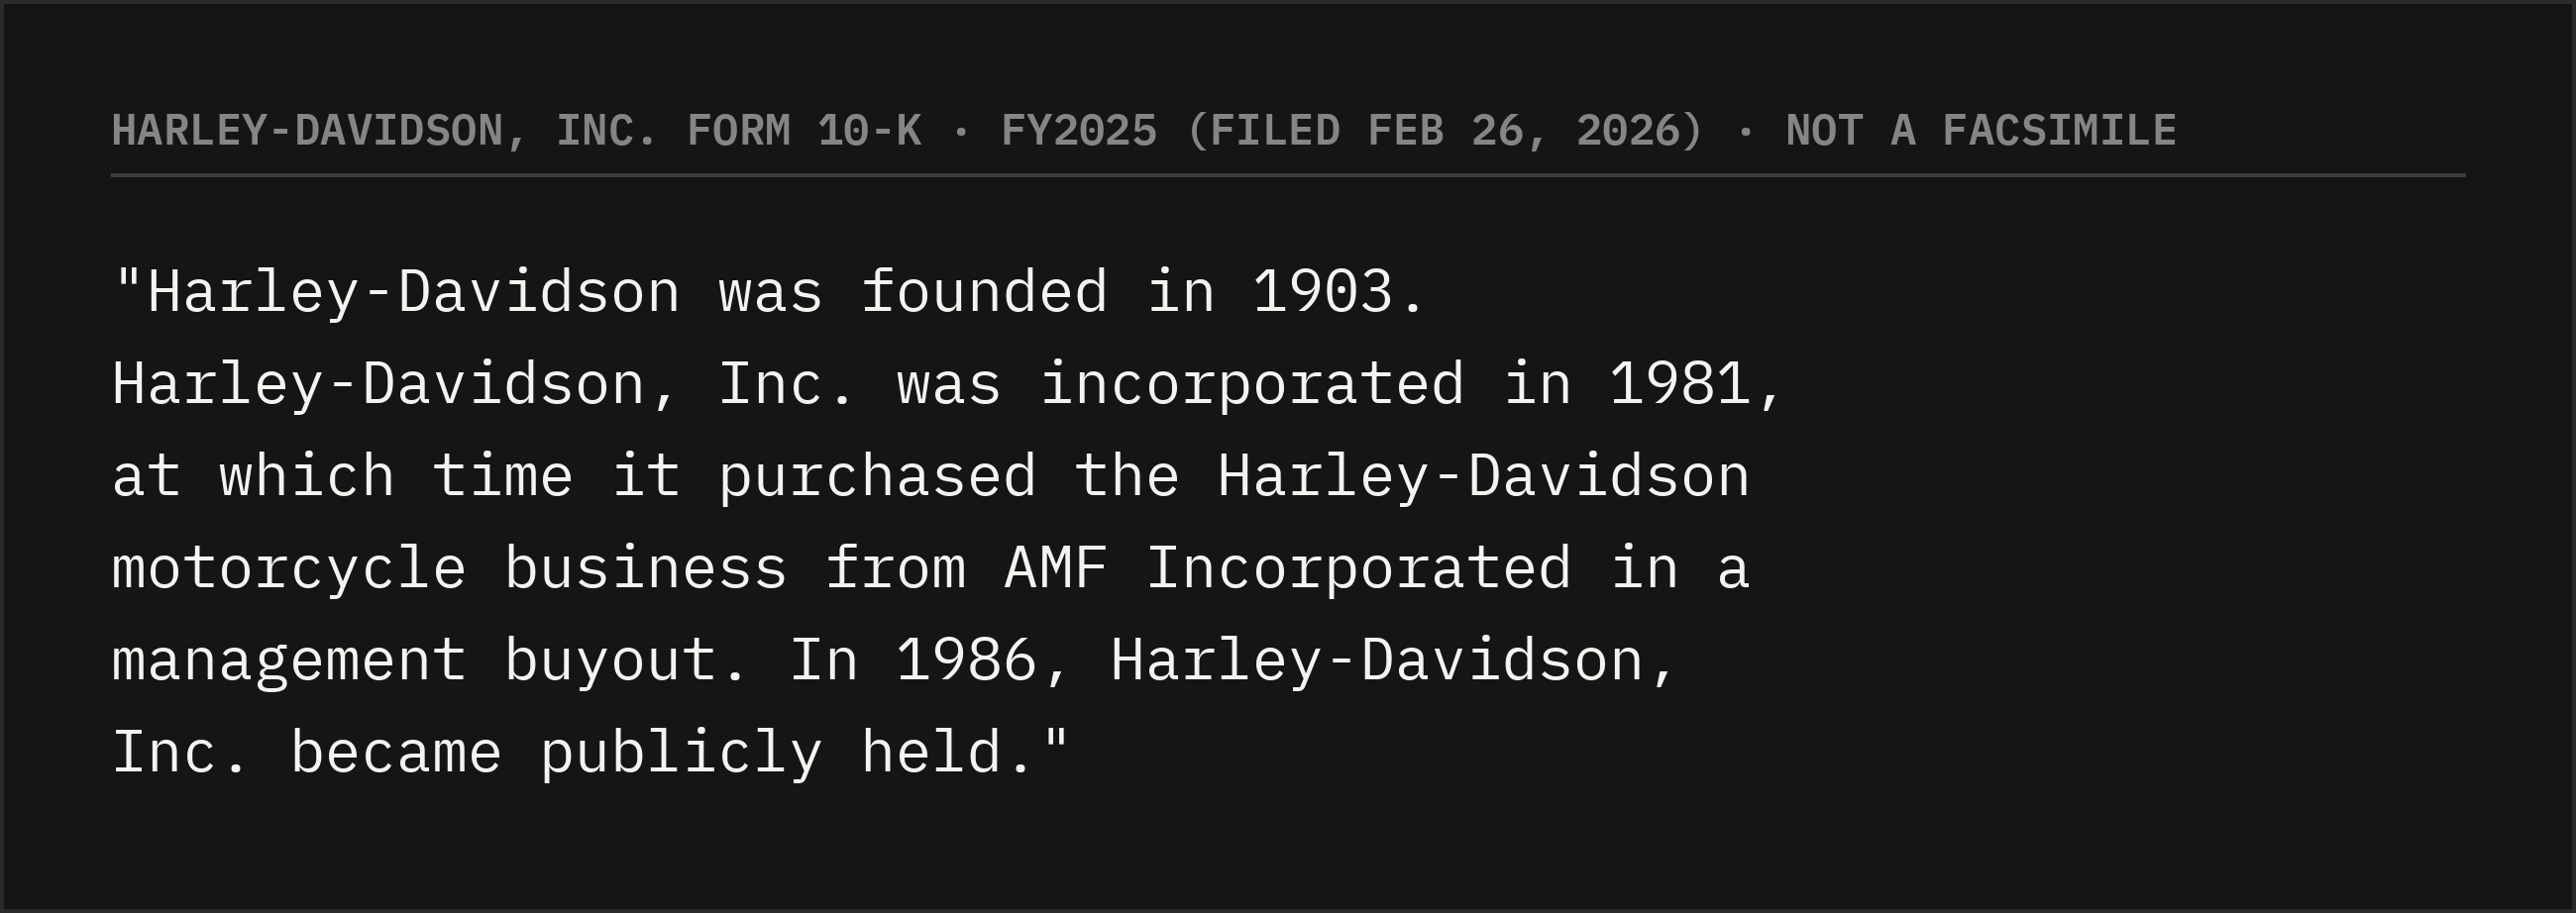 HARLEY-DAVIDSON, INC. FORM 10-K · FY2025 (FILED FEB 26, 2026) · NOT A FACSIMILE
"Harley-Davidson was founded in 1903.
Harley-Davidson, Inc. was incorporated in 1981,
at which time it purchased the Harley-Davidson
motorcycle business from AMF Incorporated in a
management buyout. In 1986, Harley-Davidson,
Inc. became publicly held."